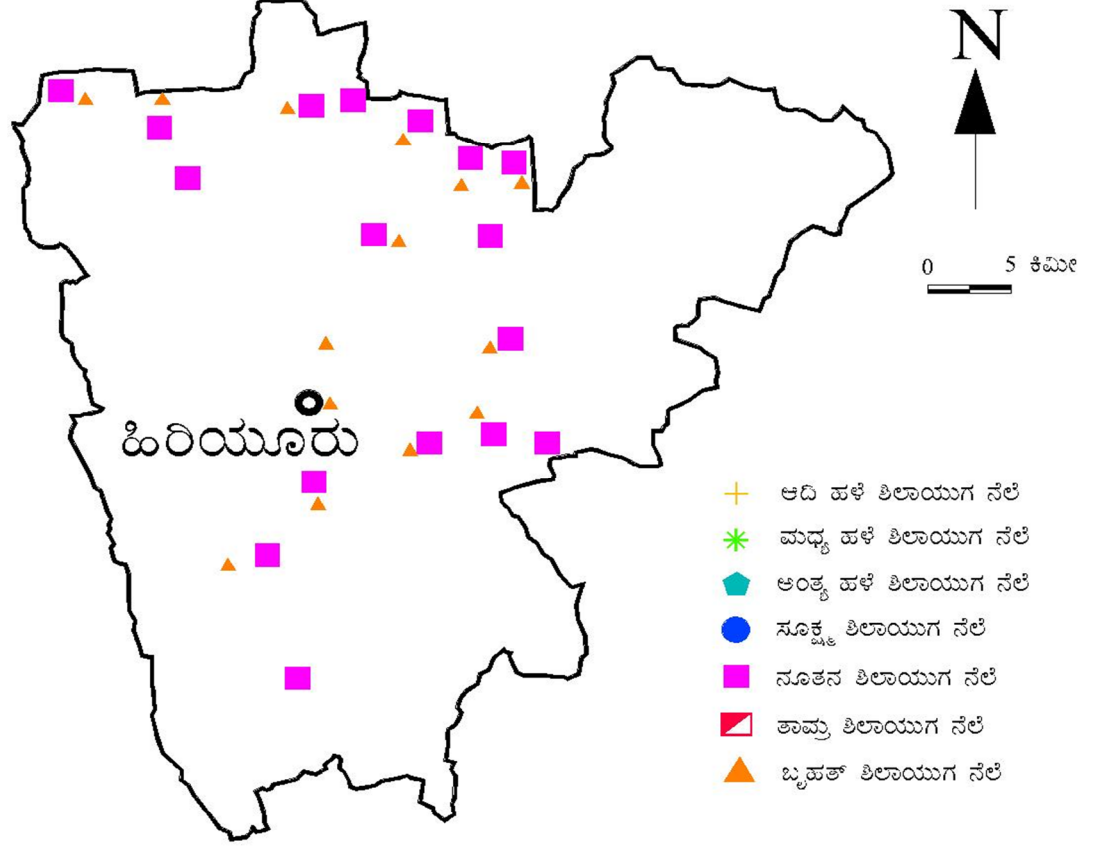 N
0 5 ಕಿಮೀ
ಹಿರಿಯೂರು
ಆದಿ ಹಳೆ ಶಿಲಾಯುಗ ನೆಲೆ
ಮಧ್ಯ ಹಳೆ ಶಿಲಾಯುಗ ನೆಲೆ
ಅಂತ್ಯ ಹಳೆ ಶಿಲಾಯುಗ ನೆಲೆ
ಸೂಕ್ಷ್ಮ ಶಿಲಾಯುಗ ನೆಲೆ
ನೂತನ ಶಿಲಾಯುಗ ನೆಲೆ
ತಾಮ್ರ ಶಿಲಾಯುಗ ನೆಲೆ
ಬೃಹತ್ ಶಿಲಾಯುಗ ನೆಲೆ